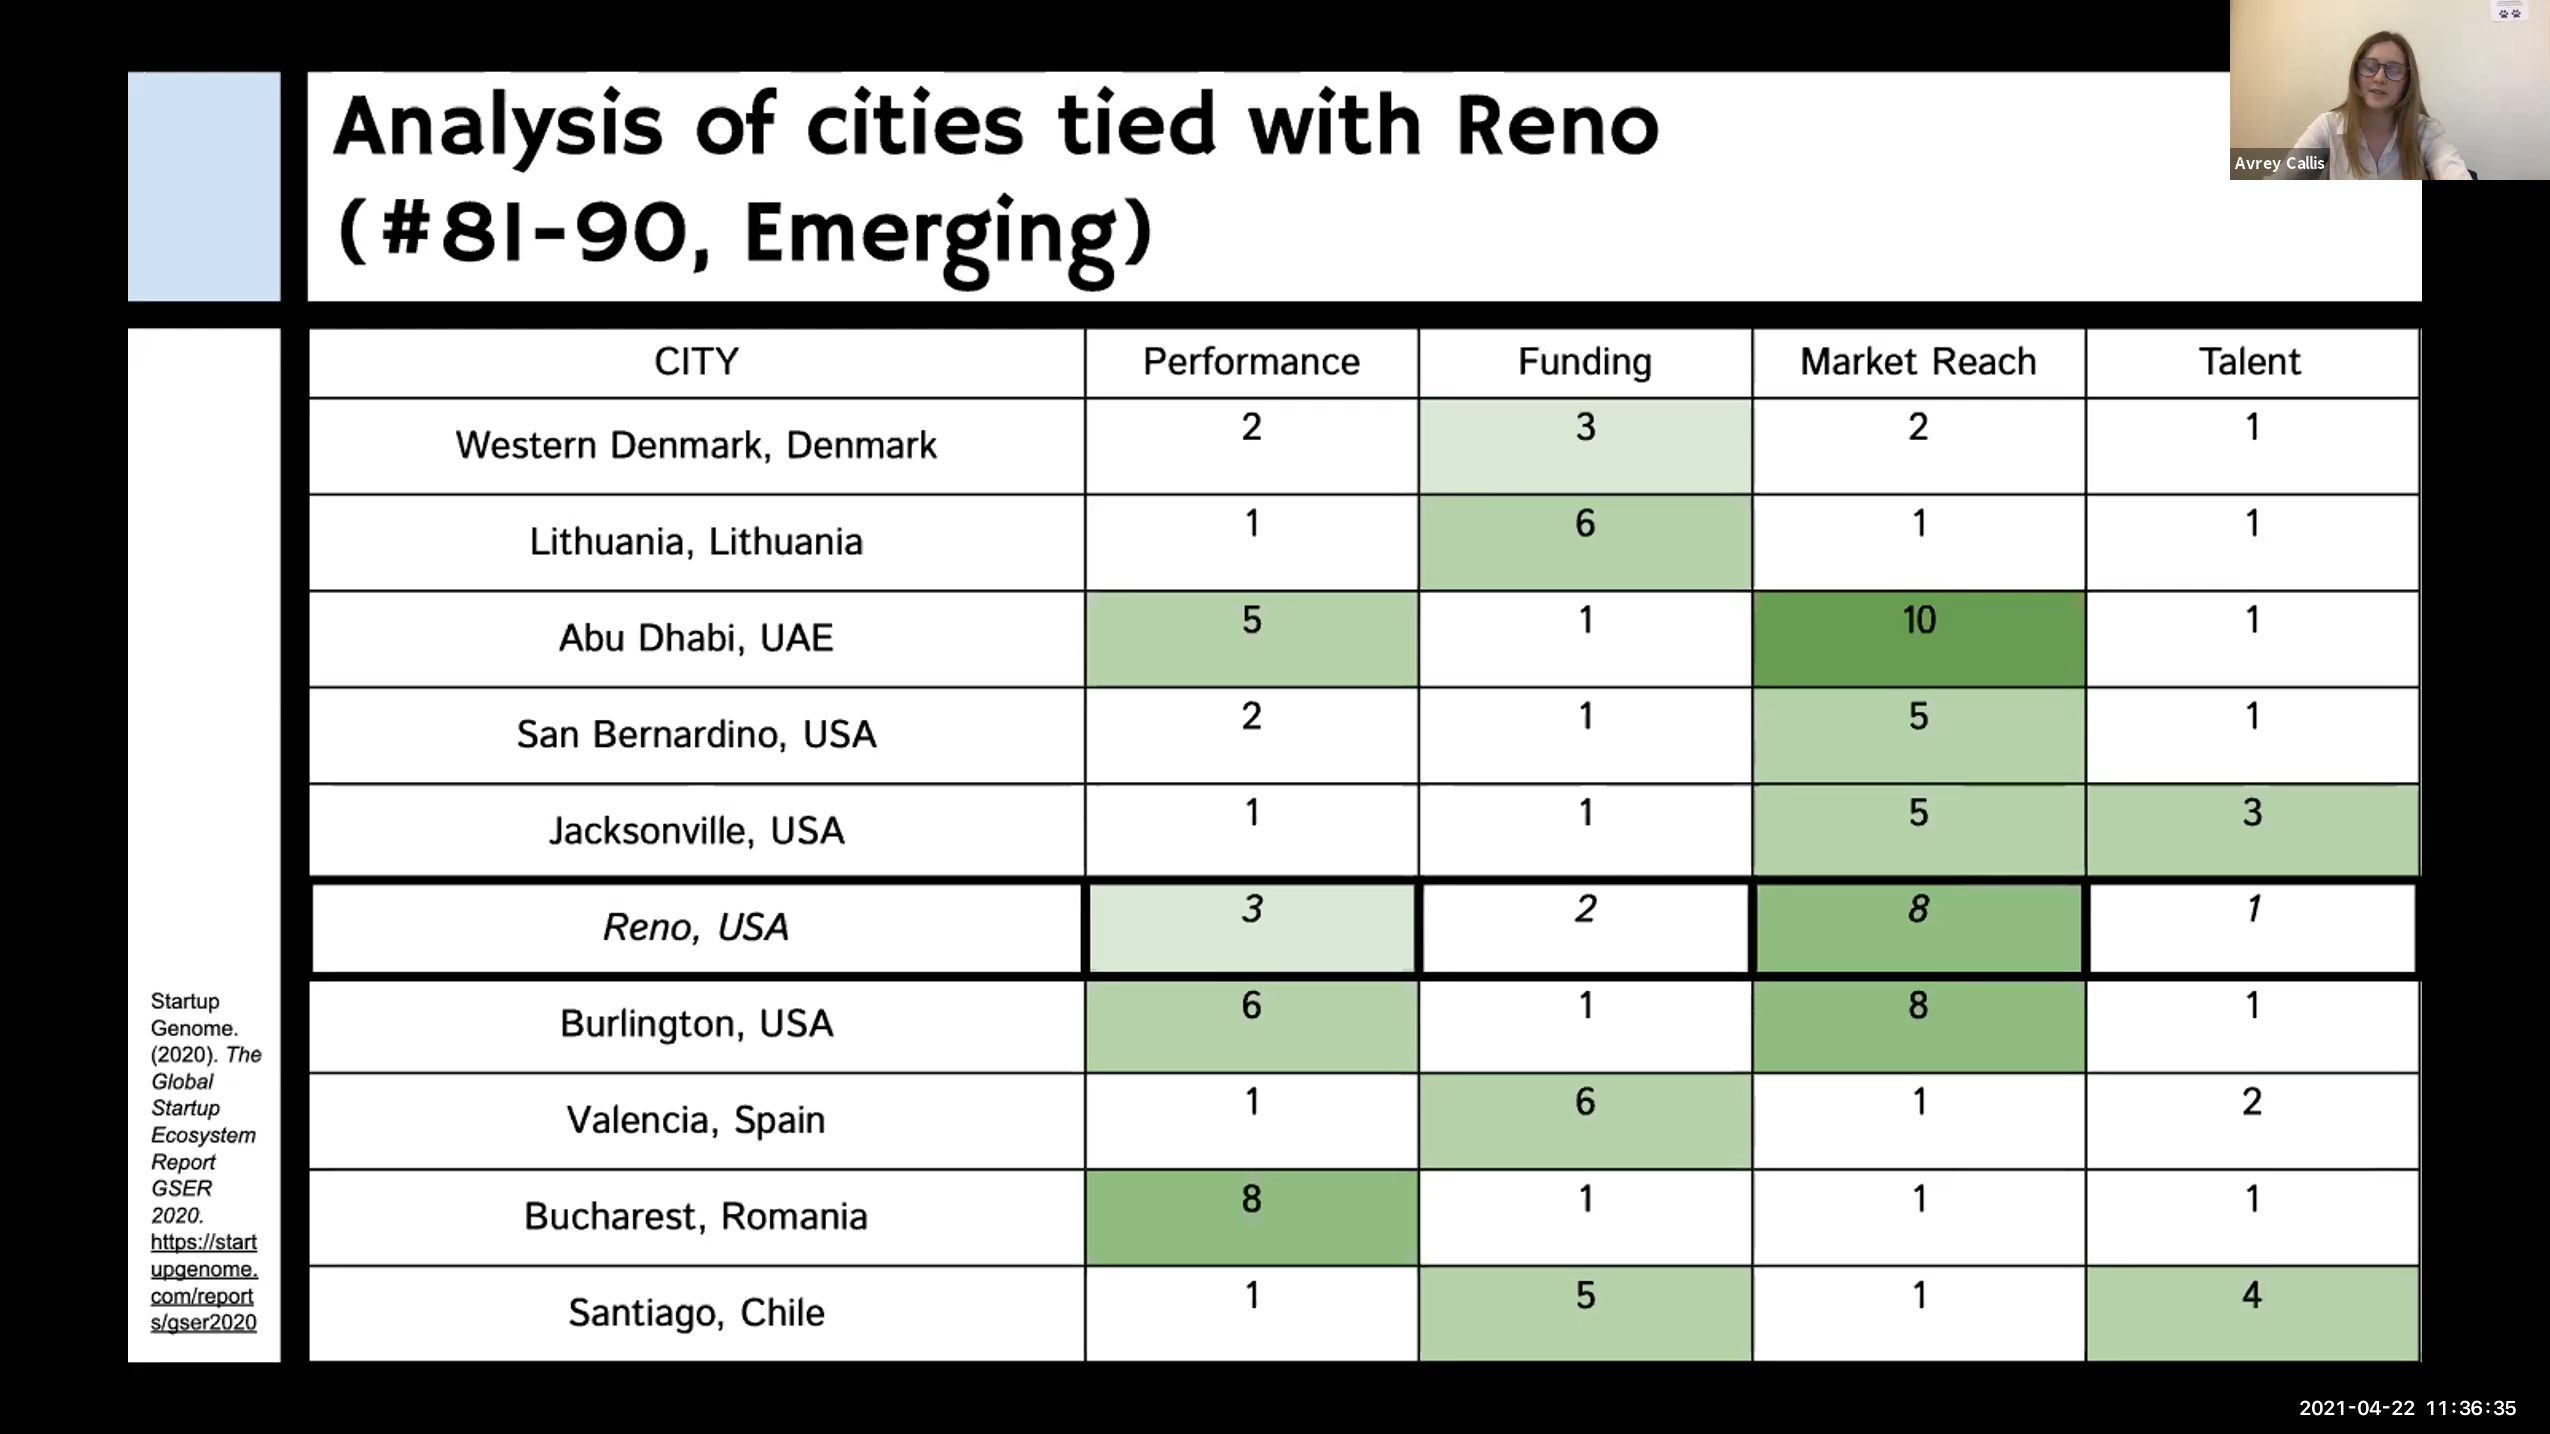 Analysis of cities tied with Reno
(#81-90, Emerging)
Avrey Callis
CITY Performance Funding Market Reach Talent
Western Denmark, Denmark 2 3 2 1
Lithuania, Lithuania 1 6 1 1
Abu Dhabi, UAE 5 1 10 1
San Bernardino, USA 2 1 5 1
Jacksonville, USA 1 1 5 3
Reno, USA 3 2 8 1
Burlington, USA 6 1 8 1
Valencia, Spain 1 6 1 2
Bucharest, Romania 8 1 1 1
Santiago, Chile 1 5 1 4
Startup
Genome.
(2020). The
Global
Startup
Ecosystem
Report
GSER
2020.
https://start
upgenome.
com/report
s/gser2020
2021-04-22 11:36:35